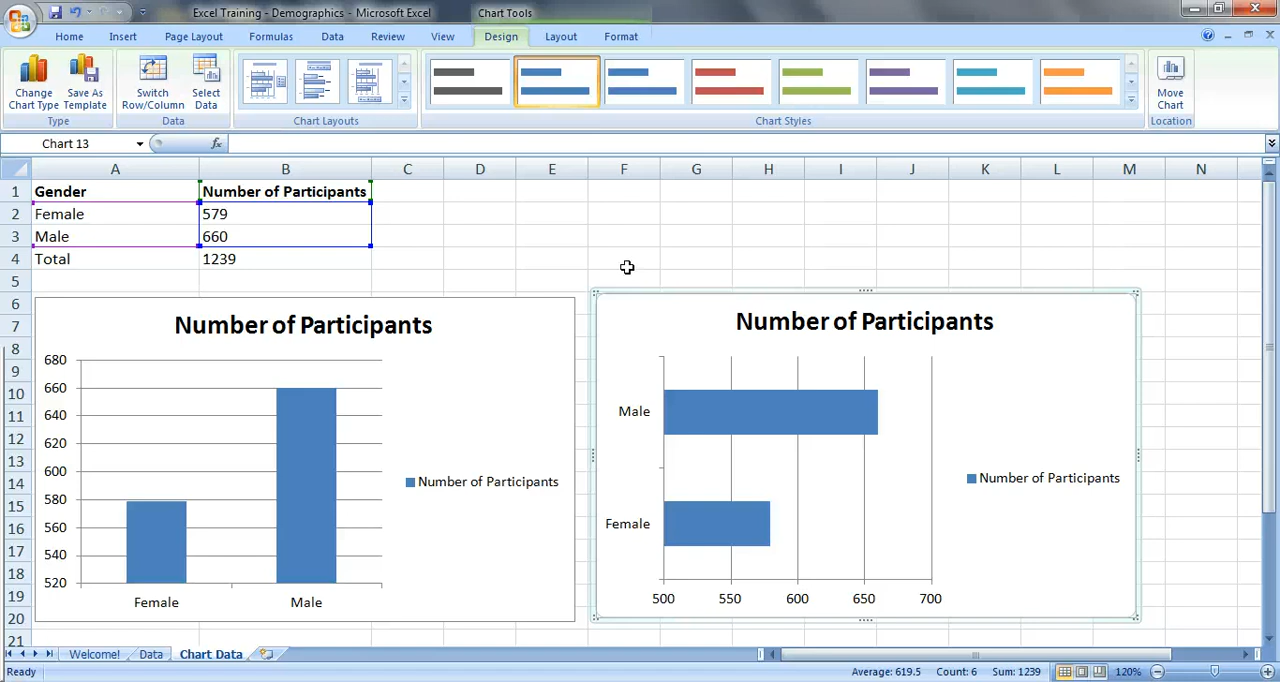 Excel Training - Demographics - Microsoft Excel
Chart Tools
Home Insert Page Layout Formulas Data Review View Design Layout Format
Change Chart Type
Save As Template
Switch Row/Column
Select Data
Move Chart
Type Data Chart Layouts Chart Styles Location
Chart 13 fx
A B C D E F G H I J K L M N
1 Gender Number of Participants
2 Female 579
3 Male 660
4 Total 1239
5
6
7
8
9
10
11
12
13
14
15
16
17
18
19
20
21
Number of Participants
680
660
640
620
600
580
560
540
520
Female Male
Number of Participants
Number of Participants
Male
Female
500 550 600 650 700
Number of Participants
Welcome! Data Chart Data
Ready Average: 619.5 Count: 6 Sum: 1239 120%